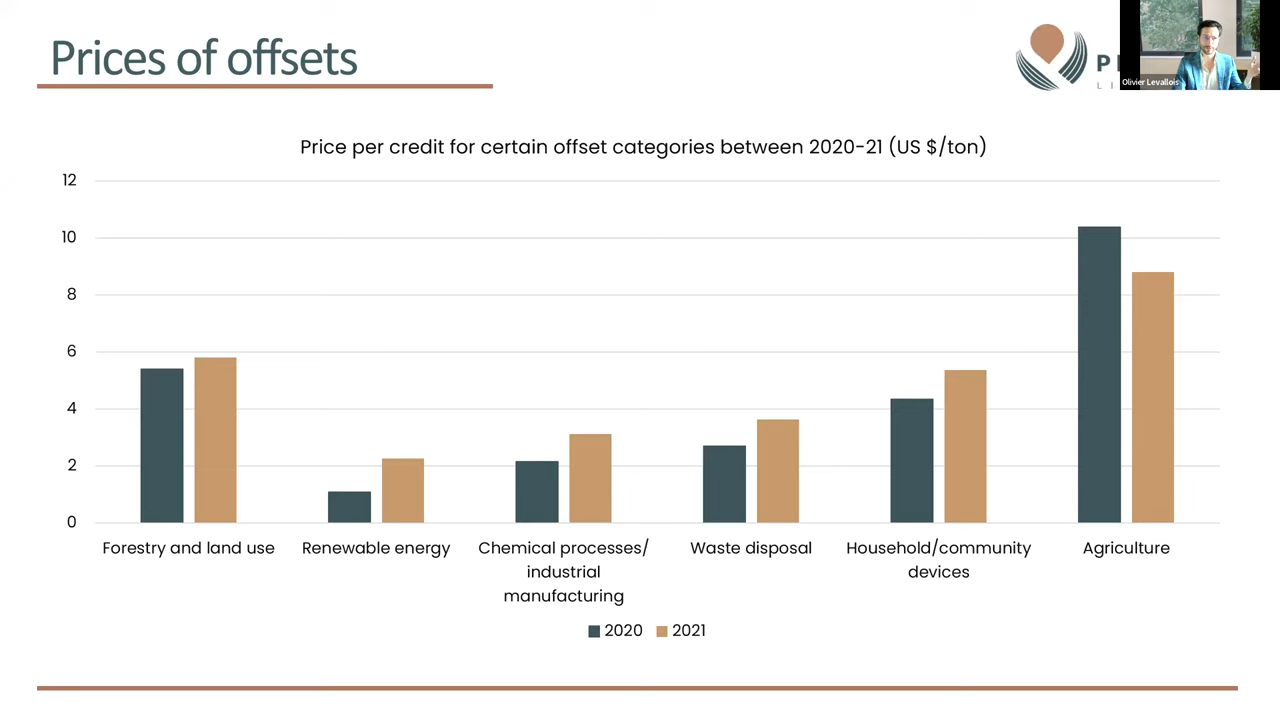 Prices of offsets
Olivier Levallois
Price per credit for certain offset categories between 2020-21 (US $/ton)
12
10
8
6
4
2
0
Forestry and land use
Renewable energy
Chemical processes/
industrial
manufacturing
Waste disposal
Household/community
devices
Agriculture
2020
2021